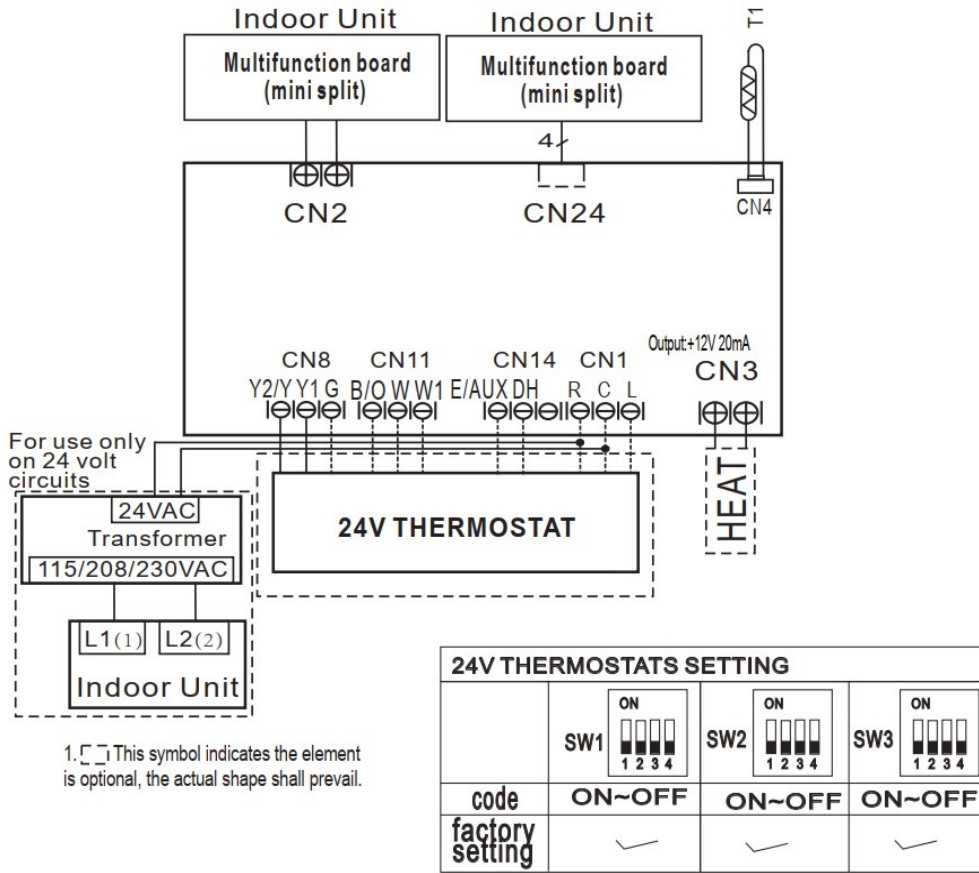 Indoor Unit
Multifunction board
(mini split)
Indoor Unit
Multifunction board
(mini split)
T1
4
CN2
CN24
CN4
Output:+12V 20mA
CN8 CN11 CN14 CN1
CN3
Y2/Y Y1 G B/O W W1 E/AUX DH R C L
HEAT
For use only
on 24 volt
circuits
24VAC
Transformer
115/208/230VAC
L1(1) L2(2)
Indoor Unit
24V THERMOSTAT
1. This symbol indicates the element
is optional, the actual shape shall prevail.
24V THERMOSTATS SETTING
SW1 ON 1 2 3 4
SW2 ON 1 2 3 4
SW3 ON 1 2 3 4
code ON~OFF ON~OFF ON~OFF
factory
setting